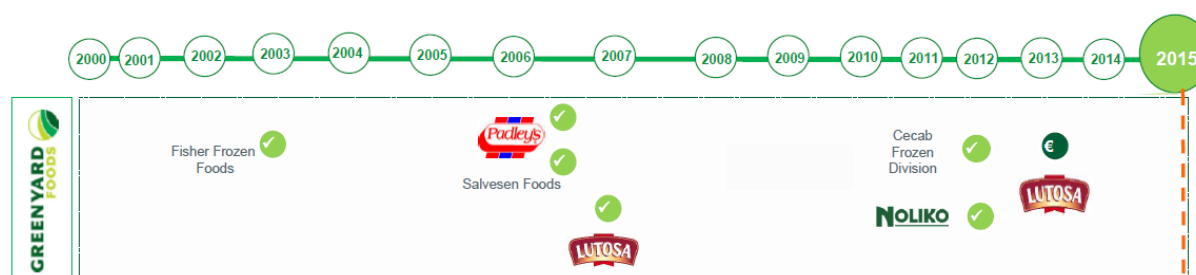 2000 2001 2002 2003 2004 2005 2006 2007 2008 2009 2010 2011 2012 2013 2014 2015
GREENYARD
FOODS
Fisher Frozen
Foods
Padley's
Salvesen Foods
LUTOSA
Cecab
Frozen
Division
NOLIKO
€
LUTOSA